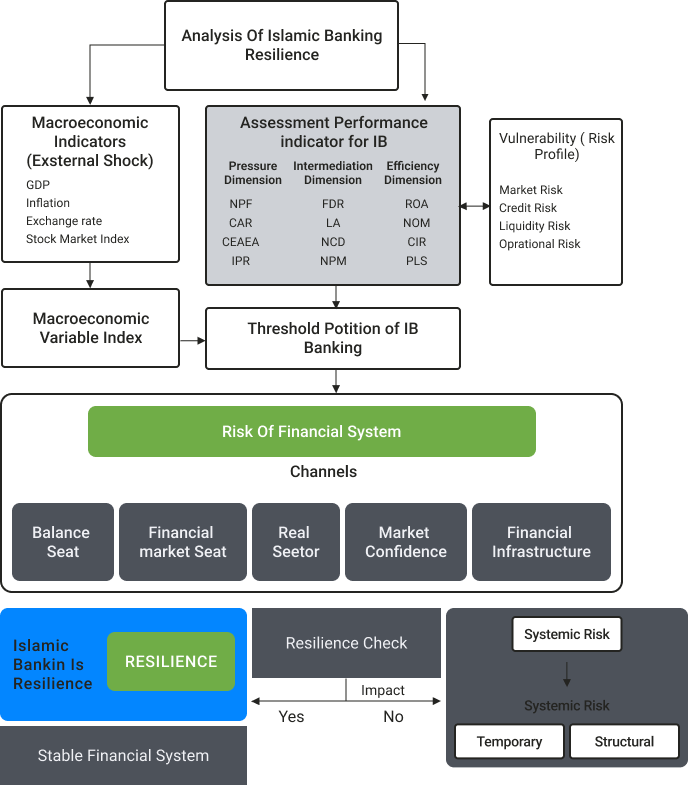 Analysis Of Islamic Banking
Resilience
Macroeconomic
Indicators
(Exsternal Shock)
GDP
Inflation
Exchange rate
Stock Market Index
Assessment Performance
indicator for IB
Pressure Intermediation Efficiency
Dimension Dimension Dimension
NPF FDR ROA
CAR LA NOM
CEAEA NCD CIR
IPR NPM PLS
Vulnerability ( Risk
Profile)
Market Risk
Credit Risk
Liquidity Risk
Oprational Risk
Macroeconomic
Variable Index
Threshold Potition of IB
Banking
Risk Of Financial System
Channels
Balance
Seat
Financial
market Seat
Real
Seetor
Market
Confidence
Financial
Infrastructure
Islamic
Bankin Is
Resilience
RESILIENCE
Resilience Check
Impact
Yes No
Systemic Risk
Systemic Risk
Temporary Structural
Stable Financial System